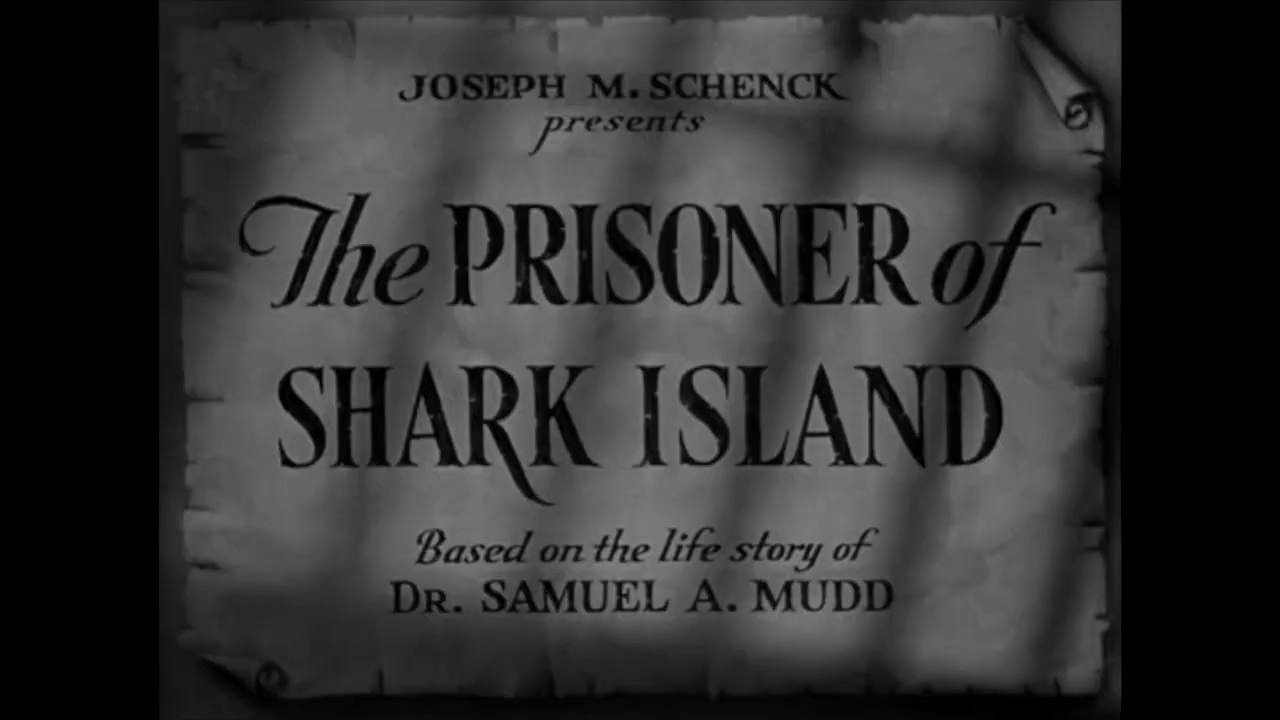 JOSEPH M. SCHENCK
presents
The PRISONER of
SHARK ISLAND
Based on the life story of
DR. SAMUEL A. MUDD